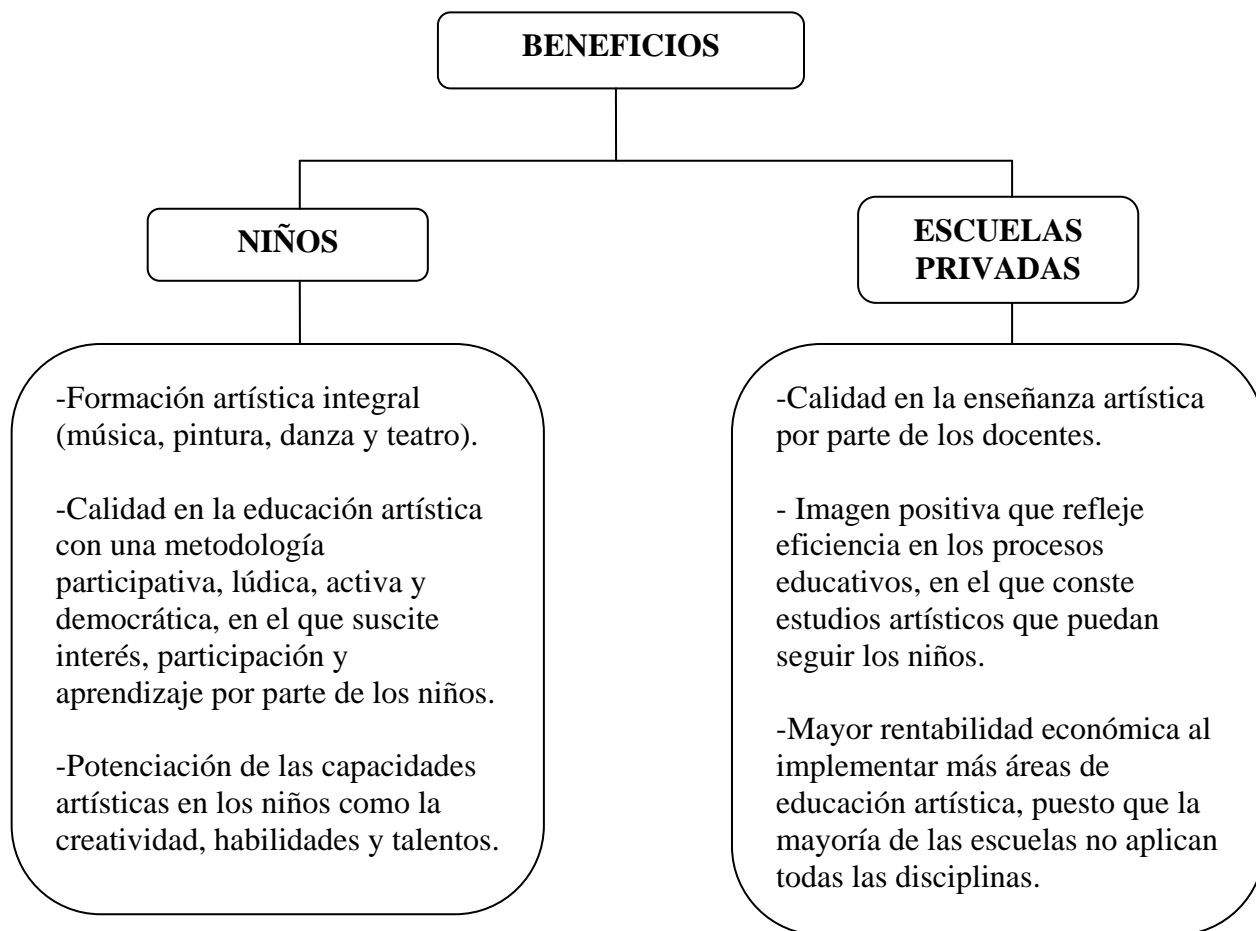 BENEFICIOS
NIÑOS
ESCUELAS
PRIVADAS
-Formación artística integral
(música, pintura, danza y teatro).
-Calidad en la educación artística
con una metodología
participativa, lúdica, activa y
democrática, en el que suscite
interés, participación y
aprendizaje por parte de los niños.
-Potenciación de las capacidades
artísticas en los niños como la
creatividad, habilidades y talentos.
-Calidad en la enseñanza artística
por parte de los docentes.
- Imagen positiva que refleje
eficiencia en los procesos
educativos, en el que conste
estudios artísticos que puedan
seguir los niños.
-Mayor rentabilidad económica al
implementar más áreas de
educación artística, puesto que la
mayoría de las escuelas no aplican
todas las disciplinas.